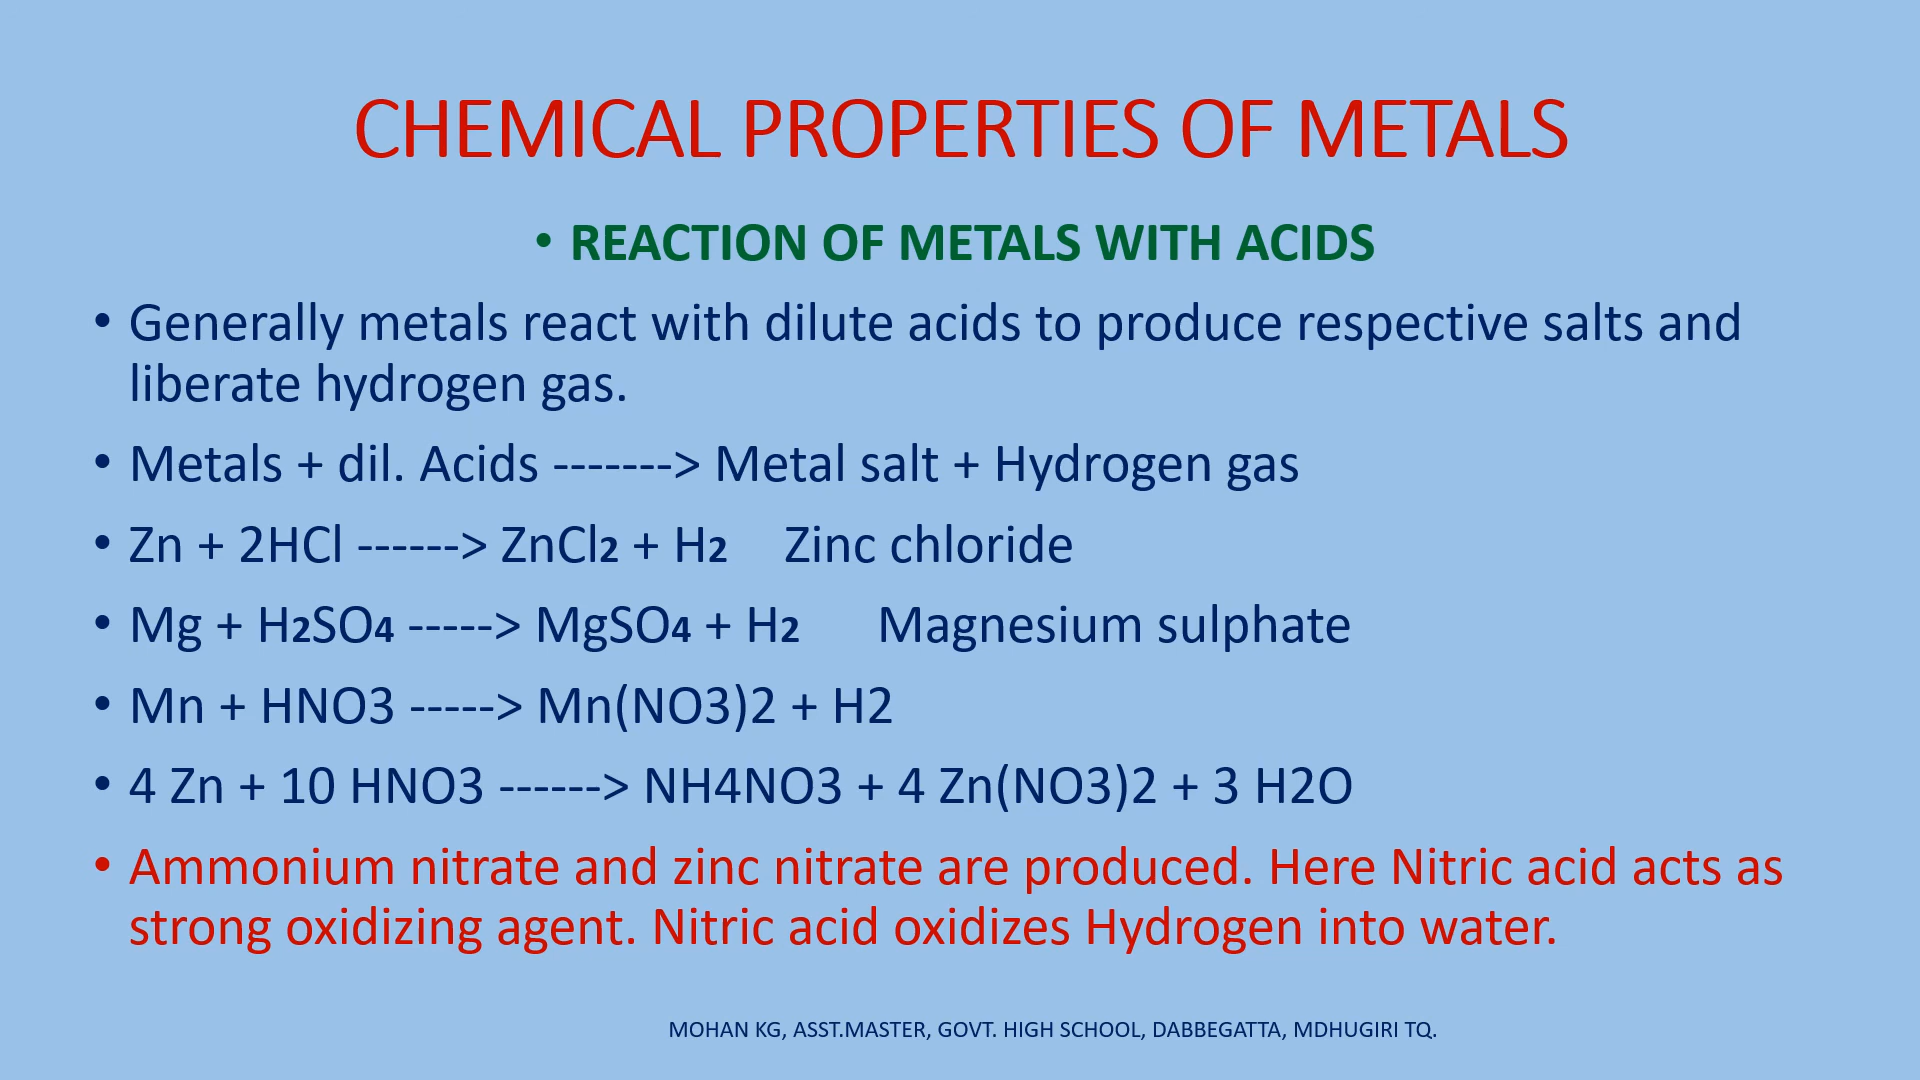 CHEMICAL PROPERTIES OF METALS
• REACTION OF METALS WITH ACIDS
• Generally metals react with dilute acids to produce respective salts and
liberate hydrogen gas.
• Metals + dil. Acids -------> Metal salt + Hydrogen gas
• Zn + 2HCl ------> ZnCl2 + H2 Zinc chloride
• Mg + H2SO4 -----> MgSO4 + H2 Magnesium sulphate
• Mn + HNO3 -----> Mn(NO3)2 + H2
• 4 Zn + 10 HNO3 ------> NH4NO3 + 4 Zn(NO3)2 + 3 H2O
• Ammonium nitrate and zinc nitrate are produced. Here Nitric acid acts as
strong oxidizing agent. Nitric acid oxidizes Hydrogen into water.
MOHAN KG, ASST.MASTER, GOVT. HIGH SCHOOL, DABBEGATTA, MDHUGIRI TQ.